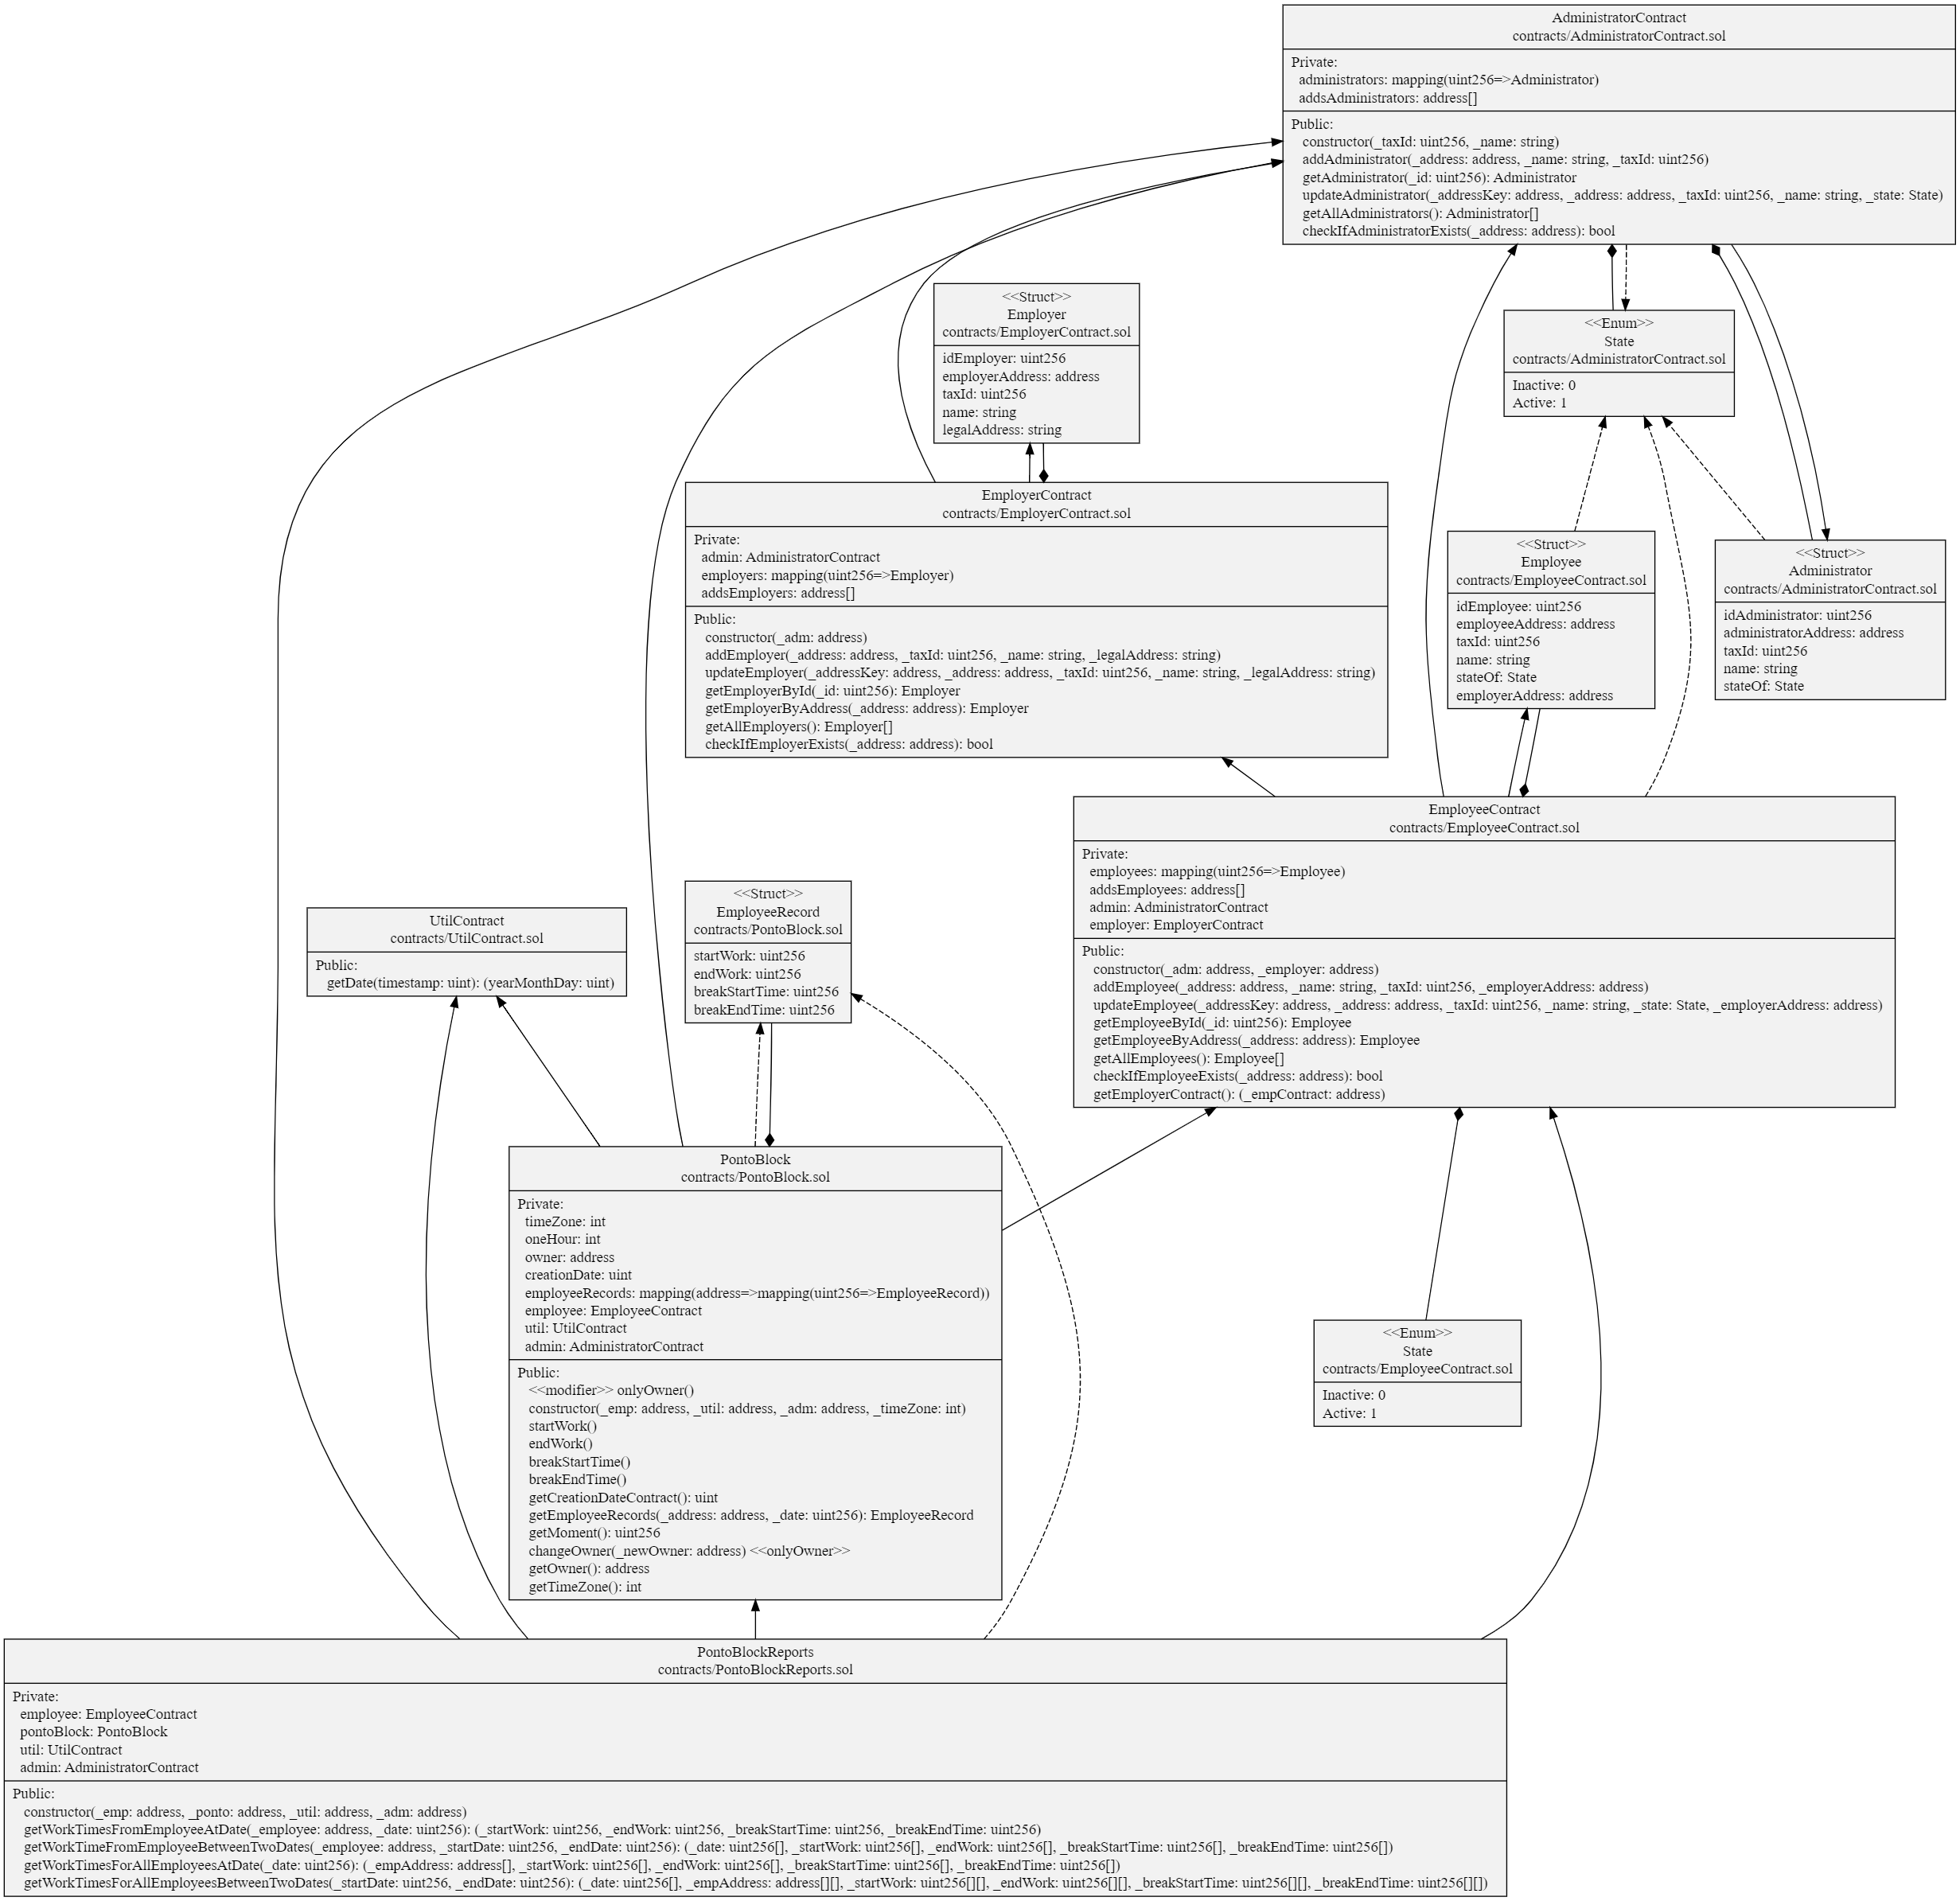 AdministratorContract
contracts/AdministratorContract.sol
Private:
administrators: mapping(uint256=>Administrator)
addsAdministrators: address[]
Public:
constructor(_taxId: uint256, _name: string)
addAdministrator(_address: address, _name: string, _taxId: uint256)
getAdministrator(_id: uint256): Administrator
updateAdministrator(_addressKey: address, _address: address, _taxId: uint256, _name: string, _state: State)
getAllAdministrators(): Administrator[]
checkIfAdministratorExists(_address: address): bool
<<Struct>>
Employer
contracts/EmployerContract.sol
idEmployer: uint256
employerAddress: address
taxId: uint256
name: string
legalAddress: string
<<Enum>>
State
contracts/AdministratorContract.sol
Inactive: 0
Active: 1
EmployerContract
contracts/EmployerContract.sol
Private:
admin: AdministratorContract
employers: mapping(uint256=>Employer)
addsEmployers: address[]
Public:
constructor(_adm: address)
addEmployer(_address: address, _taxId: uint256, _name: string, _legalAddress: string)
updateEmployer(_addressKey: address, _address: address, _taxId: uint256, _name: string, _legalAddress: string)
getEmployerById(_id: uint256): Employer
getEmployerByAddress(_address: address): Employer
getAllEmployers(): Employer[]
checkIfEmployerExists(_address: address): bool
<<Struct>>
Employee
contracts/EmployeeContract.sol
idEmployee: uint256
employeeAddress: address
taxId: uint256
name: string
stateOf: State
employerAddress: address
<<Struct>>
Administrator
contracts/AdministratorContract.sol
idAdministrator: uint256
administratorAddress: address
taxId: uint256
name: string
stateOf: State
EmployeeContract
contracts/EmployeeContract.sol
Private:
employees: mapping(uint256=>Employee)
addsEmployees: address[]
admin: AdministratorContract
employer: EmployerContract
Public:
constructor(_adm: address, _employer: address)
addEmployee(_address: address, _name: string, _taxId: uint256, _employerAddress: address)
updateEmployee(_addressKey: address, _address: address, _taxId: uint256, _name: string, _state: State, _employerAddress: address)
getEmployeeById(_id: uint256): Employee
getEmployeeByAddress(_address: address): Employee
getAllEmployees(): Employee[]
checkIfEmployeeExists(_address: address): bool
getEmployerContract(): (_empContract: address)
UtilContract
contracts/UtilContract.sol
Public:
getDate(timestamp: uint): (yearMonthDay: uint)
<<Struct>>
EmployeeRecord
contracts/PontoBlock.sol
startWork: uint256
endWork: uint256
breakStartTime: uint256
breakEndTime: uint256
PontoBlock
contracts/PontoBlock.sol
Private:
timeZone: int
oneHour: int
owner: address
creationDate: uint
employeeRecords: mapping(address=>mapping(uint256=>EmployeeRecord))
employee: EmployeeContract
util: UtilContract
admin: AdministratorContract
Public:
<<modifier>> onlyOwner()
constructor(_emp: address, _util: address, _adm: address, _timeZone: int)
startWork()
endWork()
breakStartTime()
breakEndTime()
getCreationDateContract(): uint
getEmployeeRecords(_address: address, _date: uint256): EmployeeRecord
getMoment(): uint256
changeOwner(_newOwner: address) <<onlyOwner>>
getOwner(): address
getTimeZone(): int
<<Enum>>
State
contracts/EmployeeContract.sol
Inactive: 0
Active: 1
PontoBlockReports
contracts/PontoBlockReports.sol
Private:
employee: EmployeeContract
pontoBlock: PontoBlock
util: UtilContract
admin: AdministratorContract
Public:
constructor(_emp: address, _ponto: address, _util: address, _adm: address)
getWorkTimesFromEmployeeAtDate(_employee: address, _date: uint256): (_startWork: uint256, _endWork: uint256, _breakStartTime: uint256, _breakEndTime: uint256)
getWorkTimeFromEmployeeBetweenTwoDates(_employee: address, _startDate: uint256, _endDate: uint256): (_date: uint256[], _startWork: uint256[], _endWork: uint256[], _breakStartTime: uint256[], _breakEndTime: uint256[])
getWorkTimesForAllEmployeesAtDate(_date: uint256): (_empAddress: address[], _startWork: uint256[], _endWork: uint256[], _breakStartTime: uint256[], _breakEndTime: uint256[])
getWorkTimesForAllEmployeesBetweenTwoDates(_startDate: uint256, _endDate: uint256): (_date: uint256[], _empAddress: address[][], _startWork: uint256[][], _endWork: uint256[][], _breakStartTime: uint256[][], _breakEndTime: uint256[][])